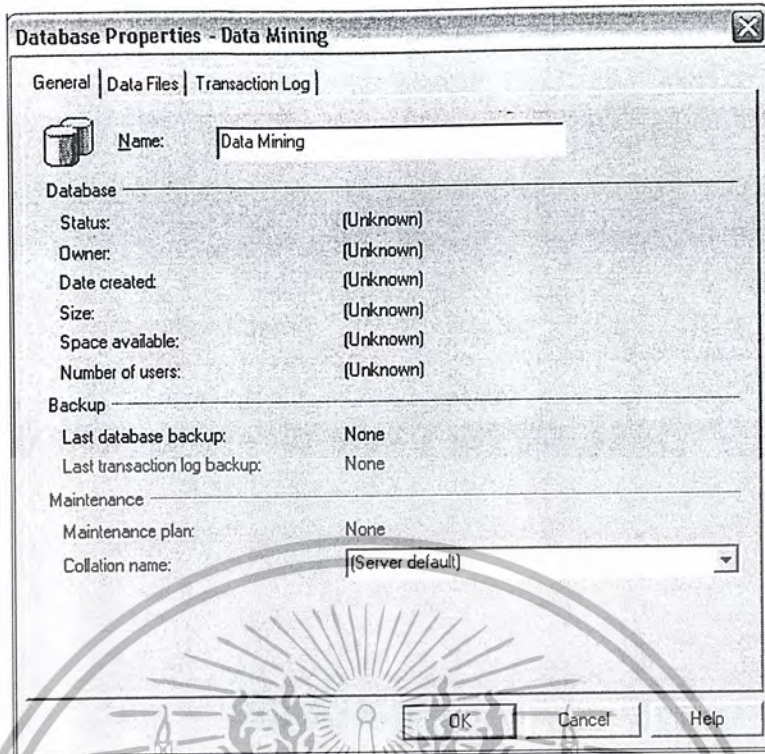 Database Properties - Data Mining
General Data Files Transaction Log
Name: Data Mining
Database
Status: (Unknown)
Owner: (Unknown)
Date created: (Unknown)
Size: (Unknown)
Space available: (Unknown)
Number of users: (Unknown)
Backup
Last database backup: None
Last transaction log backup: None
Maintenance
Maintenance plan: None
Collation name: (Server default)
OK Cancel Help